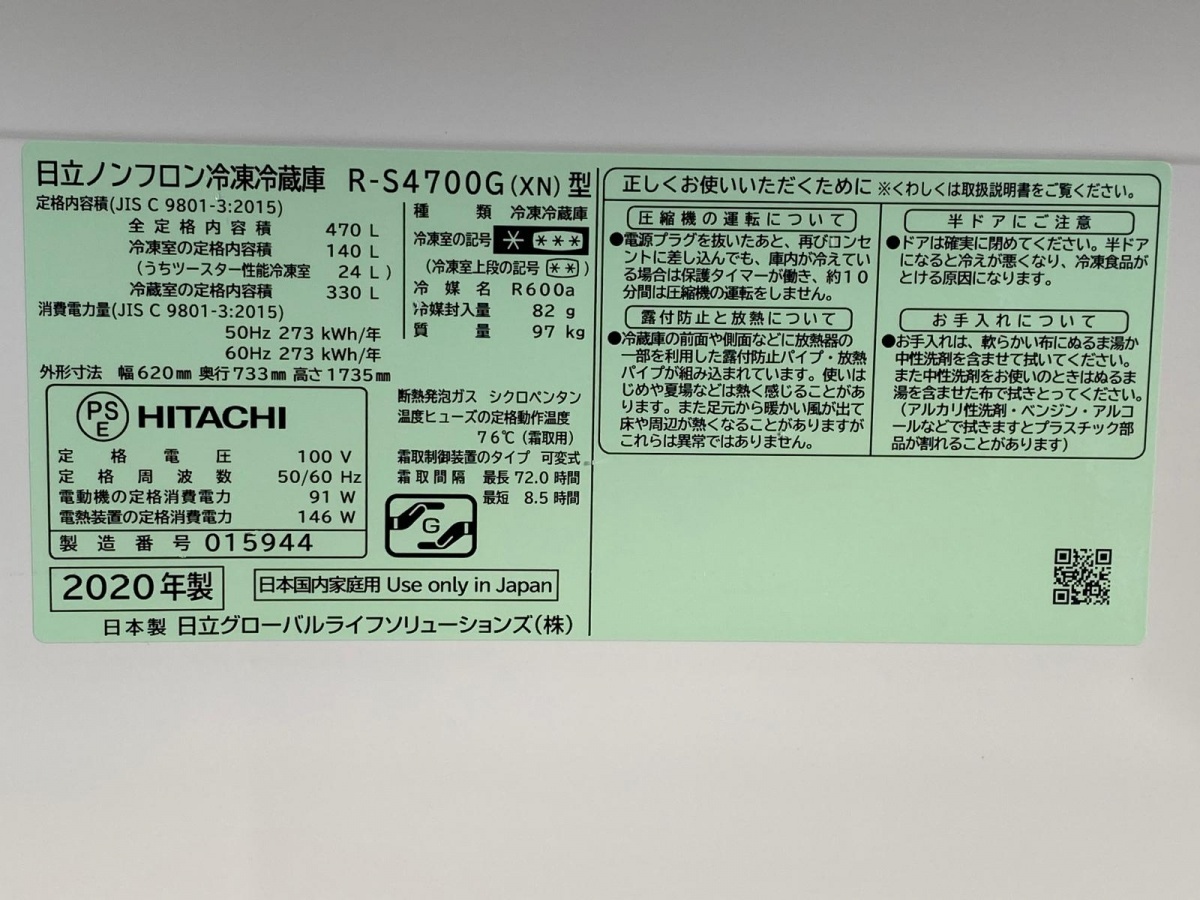 日立ノンフロン冷凍冷蔵庫 R-S4700G(XN)型
定格内容積(JIS C 9801-3:2015)
全定格内容積 470 L
冷凍室の定格内容積 140 L
(うちツースター性能冷凍室 24 L)
冷蔵室の定格内容積 330 L
消費電力量(JIS C 9801-3:2015)
50Hz 273 kWh/年
60Hz 273 kWh/年
外形寸法 幅620mm 奥行733mm 高さ1735mm
種類 冷凍冷蔵庫
冷凍室の記号 * ***
(冷凍室上段の記号 **)
冷媒名 R600a
冷媒封入量 82 g
質量 97 kg
PSE HITACHI
定格電圧 100 V
定格周波数 50/60 Hz
電動機の定格消費電力 91 W
電熱装置の定格消費電力 146 W
製造番号 015944
断熱発泡ガス シクロペンタン
温度ヒューズの定格動作温度
76℃(霜取用)
霜取制御装置のタイプ 可変式
霜取間隔 最長 72.0 時間
最短 8.5 時間
G
2020年製
日本国内家庭用 Use only in Japan
日本製 日立グローバルライフソリューションズ(株)
正しくお使いいただくために ※くわしくは取扱説明書をご覧ください。
圧縮機の運転について
●電源プラグを抜いたあと、再びコンセ
ントに差し込んでも、庫内が冷えてい
る場合は保護タイマーが働き、約10
分間は圧縮機の運転をしません。
露付防止と放熱について
●冷蔵庫の前面や側面などに放熱器の
一部を利用した露付防止パイプ・放熱
パイプが組み込まれています。使いは
じめや夏場などは熱く感じることがあ
ります。また足元から暖かい風が出て
床や周辺が熱くなることがありますが
これらは異常ではありません。
半ドアにご注意
●ドアは確実に閉めてください。半ドア
になると冷えが悪くなり、冷凍食品が
とける原因になります。
お手入れについて
●お手入れは、軟らかい布にぬるま湯か
中性洗剤を含ませて拭いてください。
また中性洗剤をお使いのときはぬるま
湯を含ませた布で拭きとってください。
(アルカリ性洗剤・ベンジン・アルコ
ールなどで拭きますとプラスチック部
品が割れることがあります)